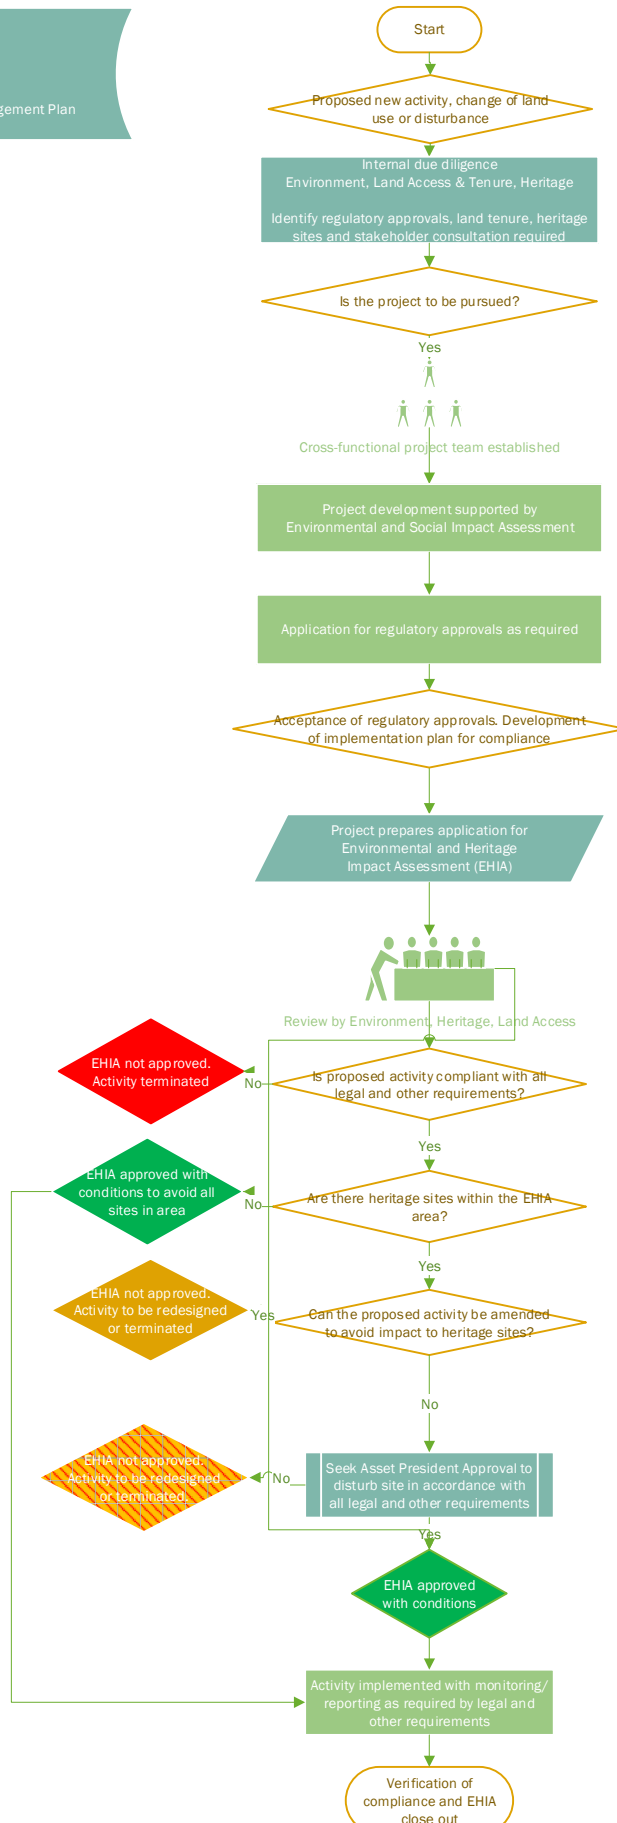 gement Plan
Start
Proposed new activity, change of land
use or disturbance
Internal due diligence
Environment, Land Access & Tenure, Heritage
Identify regulatory approvals, land tenure, heritage
sites and stakeholder consultation required
Is the project to be pursued?
Yes
Cross-functional project team established
Project development supported by
Environmental and Social Impact Assessment
Application for regulatory approvals as required
Acceptance of regulatory approvals. Development
of implementation plan for compliance
Project prepares application for
Environmental and Heritage
Impact Assessment (EHIA)
Review by Environment, Heritage, Land Access
EHIA not approved.
Activity terminated
No
Is proposed activity compliant with all
legal and other requirements?
Yes
EHIA approved with
conditions to avoid all
sites in area
No
Are there heritage sites within the EHIA
area?
Yes
EHIA not approved.
Activity to be redesigned
or terminated
Yes
Can the proposed activity be amended
to avoid impact to heritage sites?
No
EHIA not approved.
Activity to be redesigned
or terminated.
No
Seek Asset President Approval to
disturb site in accordance with
all legal and other requirements
Yes
EHIA approved
with conditions
Activity implemented with monitoring/
reporting as required by legal and
other requirements
Verification of
compliance and EHIA
close out